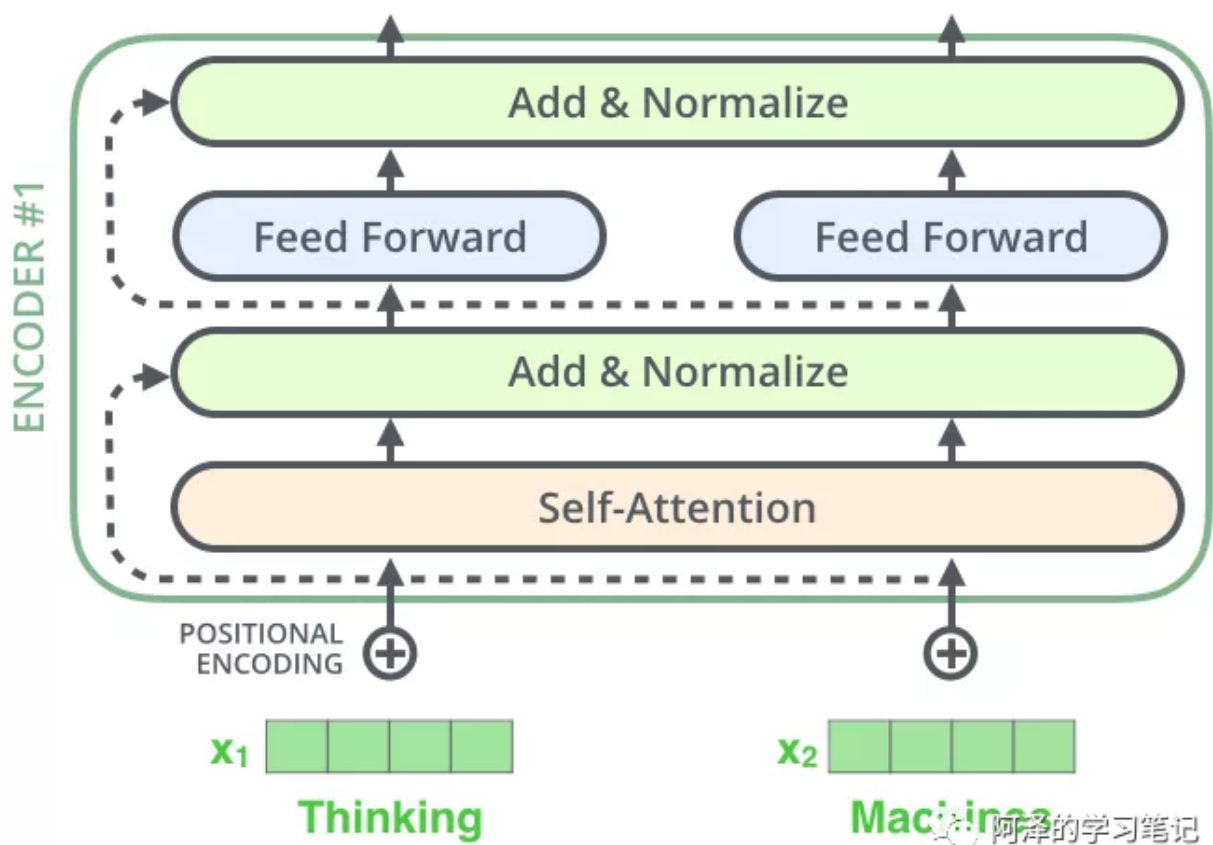 Add & Normalize
Feed Forward
Feed Forward
ENCODER #1
Add & Normalize
Self-Attention
POSITIONAL
ENCODING
x1
x2
Thinking
Machines
阿泽的学习笔记